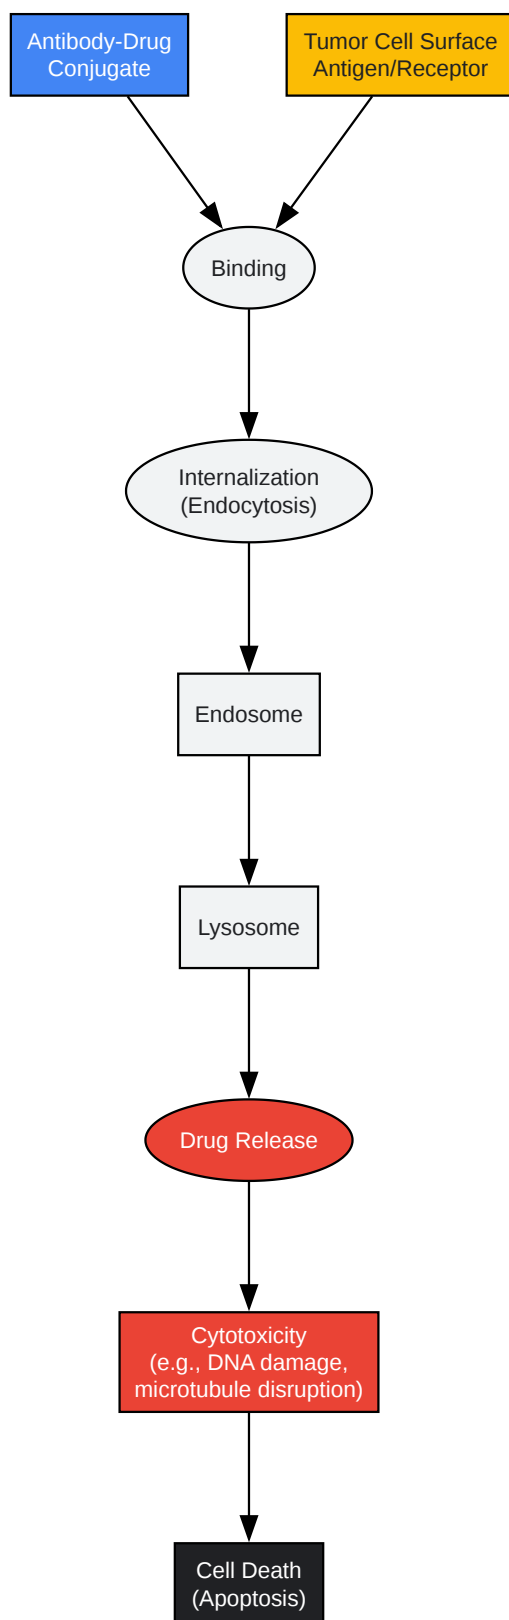 Antibody-Drug
Conjugate
Tumor Cell Surface
Antigen/Receptor
Binding
Internalization
(Endocytosis)
Endosome
Lysosome
Drug Release
Cytotoxicity
(e.g., DNA damage,
microtubule disruption)
Cell Death
(Apoptosis)